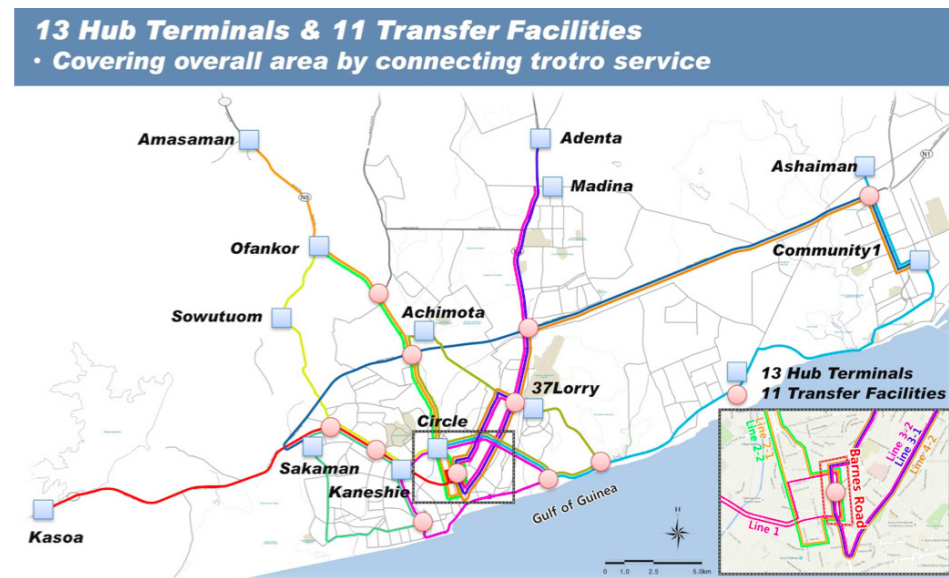 13 Hub Terminals & 11 Transfer Facilities
• Covering overall area by connecting trotro service
Amasaman
Adenta
Madina
Ashaiman
N1
N6
Ofankor
Community1
Sowutuom
Achimota
37Lorry
13 Hub Terminals
11 Transfer Facilities
Circle
Sakaman
Kaneshie
Kasoa
Gulf of Guinea
N
0 1.0 2.5 5.0km
Line 2-1
Line 2-2
Line 3-2
Line 3-1
Line 4-2
Barnes Road
Line 1